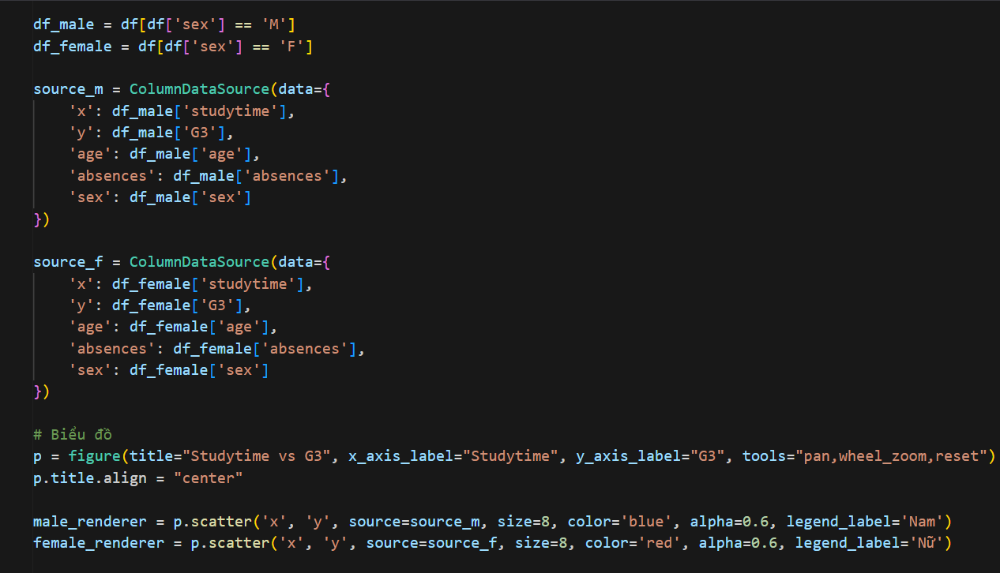 df_male = df[df['sex'] == 'M']
df_female = df[df['sex'] == 'F']
source_m = ColumnDataSource(data={
    'x': df_male['studytime'],
    'y': df_male['G3'],
    'age': df_male['age'],
    'absences': df_male['absences'],
    'sex': df_male['sex']
})
source_f = ColumnDataSource(data={
    'x': df_female['studytime'],
    'y': df_female['G3'],
    'age': df_female['age'],
    'absences': df_female['absences'],
    'sex': df_female['sex']
})
# Biểu đồ
p = figure(title="Studytime vs G3", x_axis_label="Studytime", y_axis_label="G3", tools="pan,wheel_zoom,reset")
p.title.align = "center"
male_renderer = p.scatter('x', 'y', source=source_m, size=8, color='blue', alpha=0.6, legend_label='Nam')
female_renderer = p.scatter('x', 'y', source=source_f, size=8, color='red', alpha=0.6, legend_label='Nữ')